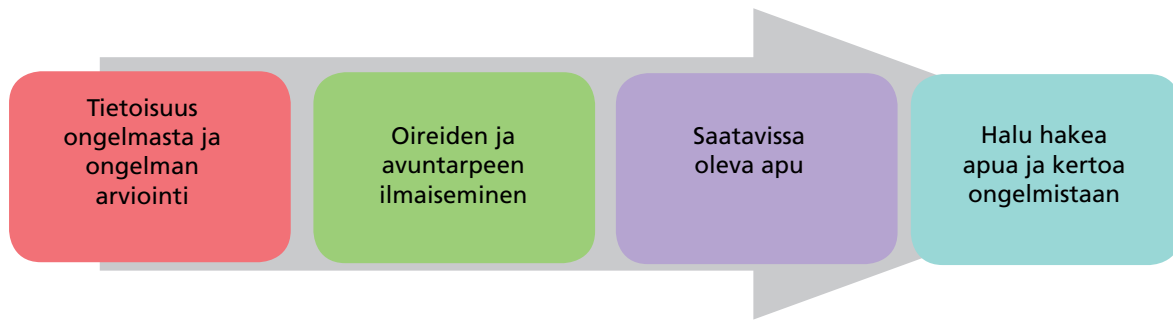 Tietoisuus
ongelmasta ja
ongelman
arviointi
Oireiden ja
avuntarpeen
ilmaiseminen
Saatavissa
oleva apu
Halu hakea
apua ja kertoa
ongelmistaan